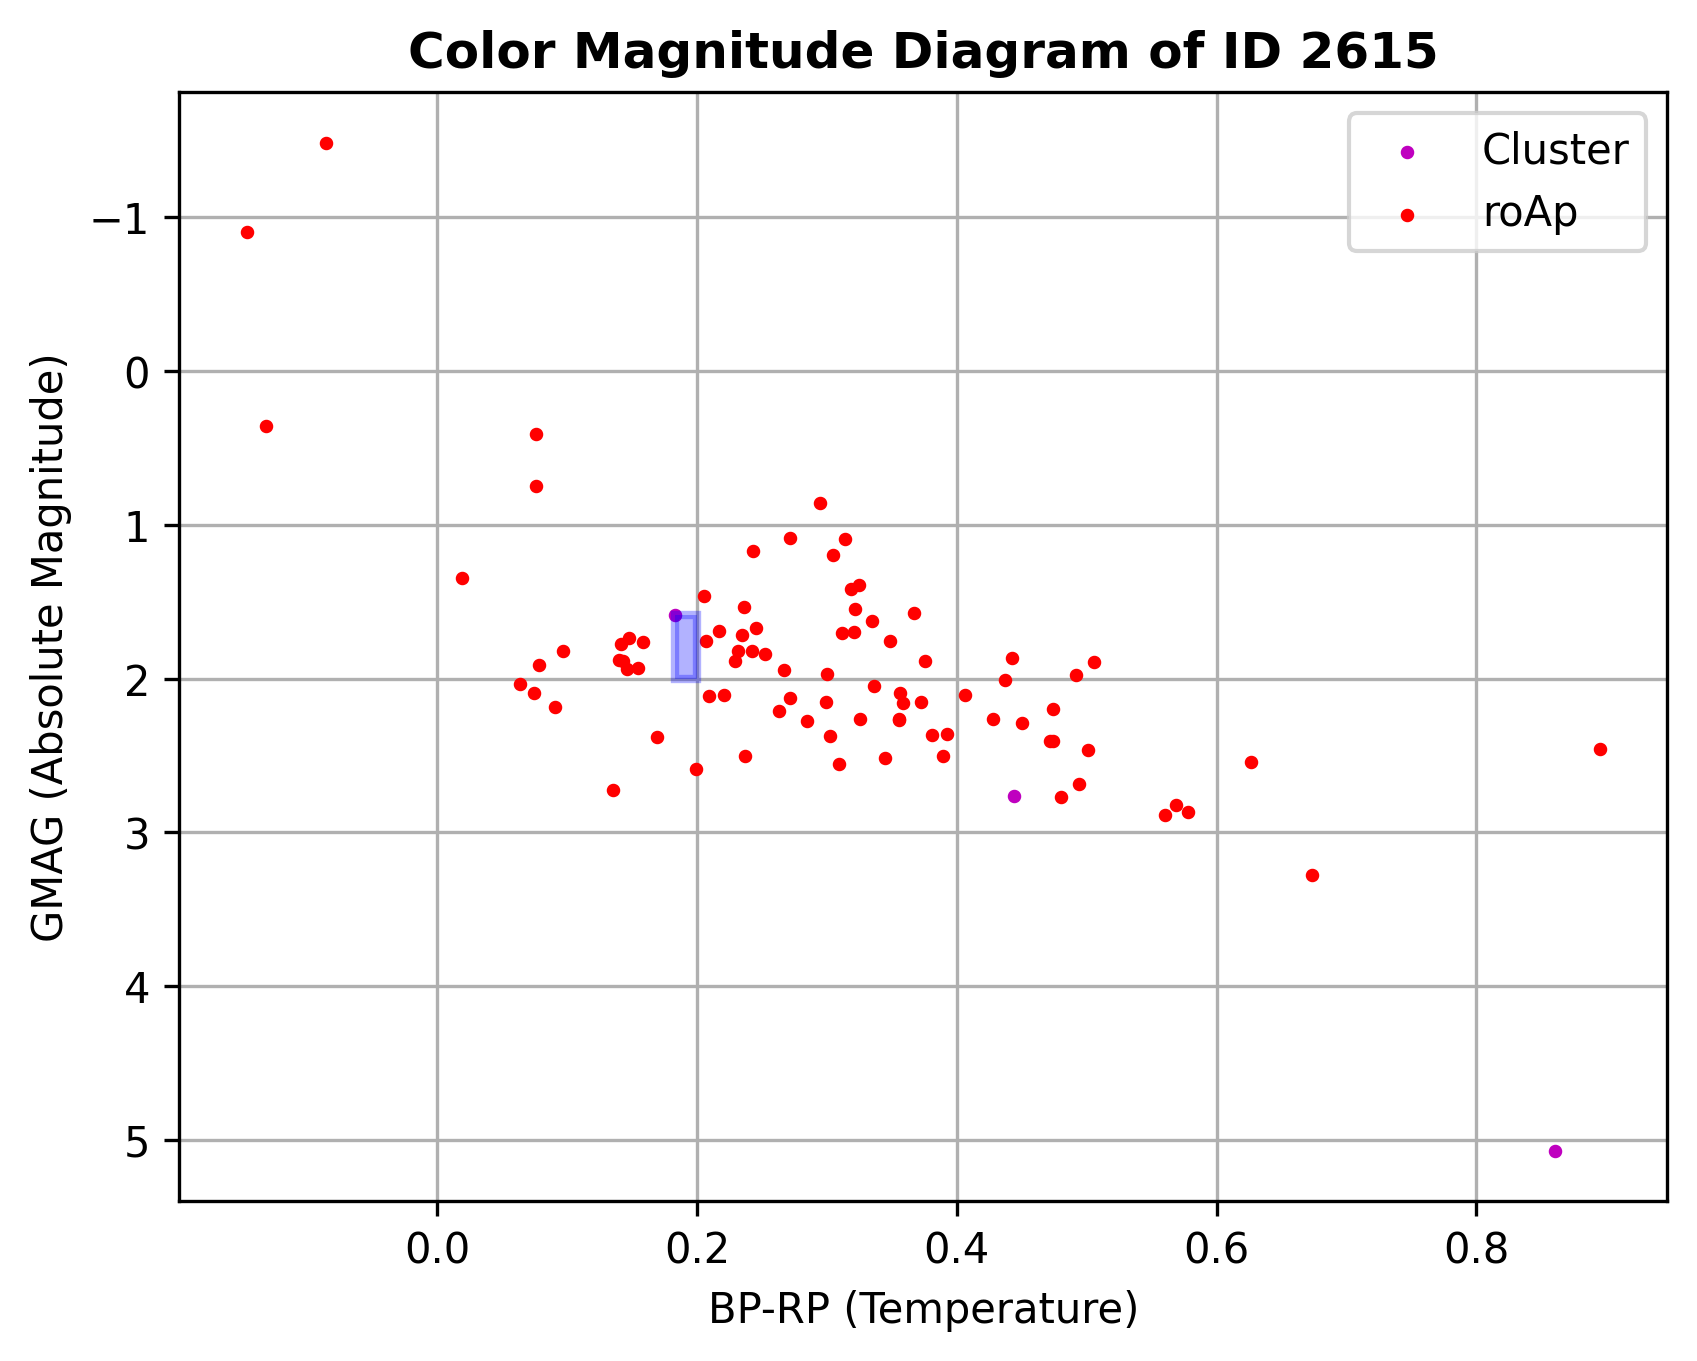 Color Magnitude Diagram of ID 2615
Cluster
roAp
−1
0
1
2
3
4
5
GMAG (Absolute Magnitude)
0.0 0.2 0.4 0.6 0.8
BP-RP (Temperature)